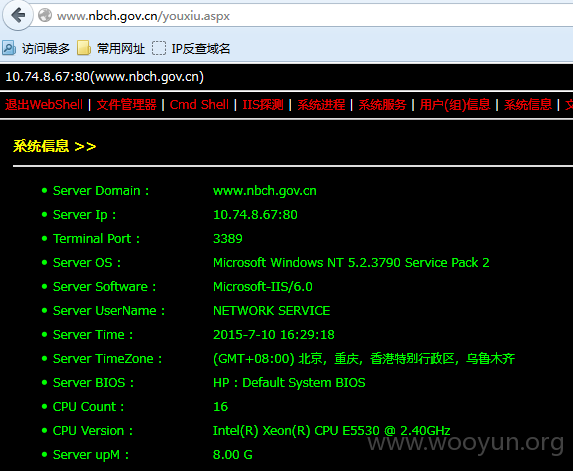 www.nbch.gov.cn/youxiu.aspx
访问最多 常用网址 IP反查域名
10.74.8.67:80(www.nbch.gov.cn)
退出WebShell | 文件管理器 | Cmd Shell | IIS探测 | 系统进程 | 系统服务 | 用户(组)信息 | 系统信息 | 文
系统信息 >>
Server Domain : www.nbch.gov.cn
Server Ip : 10.74.8.67:80
Terminal Port : 3389
Server OS : Microsoft Windows NT 5.2.3790 Service Pack 2
Server Software : Microsoft-IIS/6.0
Server UserName : NETWORK SERVICE
Server Time : 2015-7-10 16:29:18
Server TimeZone : (GMT+08:00) 北京，重庆，香港特别行政区，乌鲁木齐
Server BIOS : HP : Default System BIOS
CPU Count : 16
CPU Version : Intel(R) Xeon(R) CPU E5530 @ 2.40GHz
Server upM : 8.00 G
www.wooyun.org